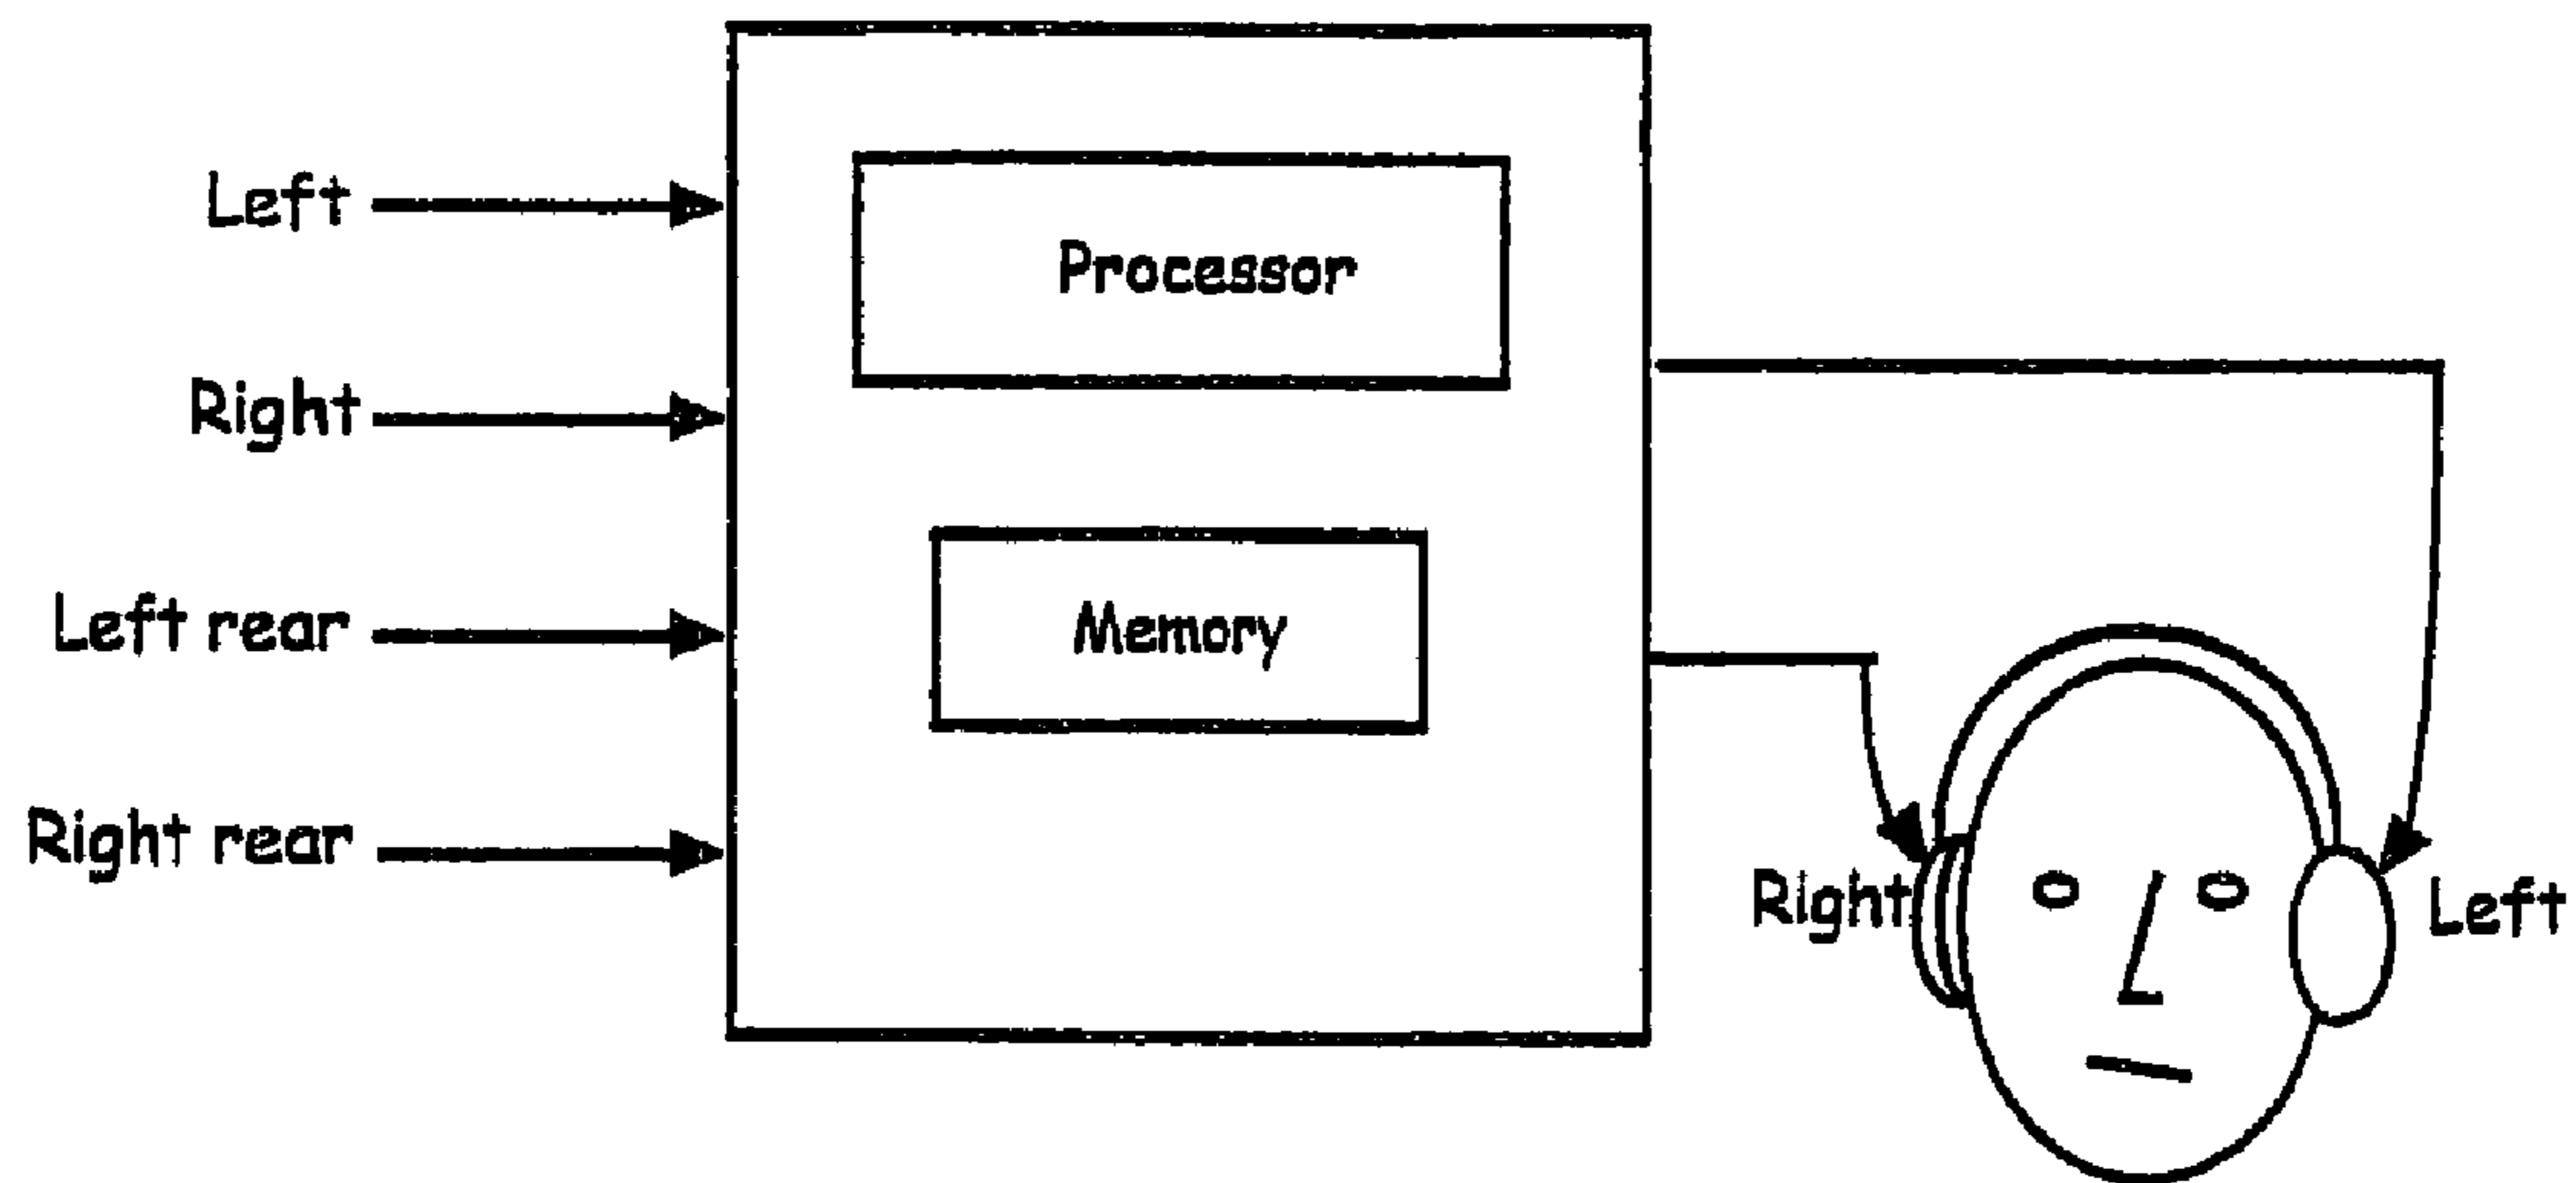 Left
Right
Left rear
Right rear
Processor
Memory
Right
Left